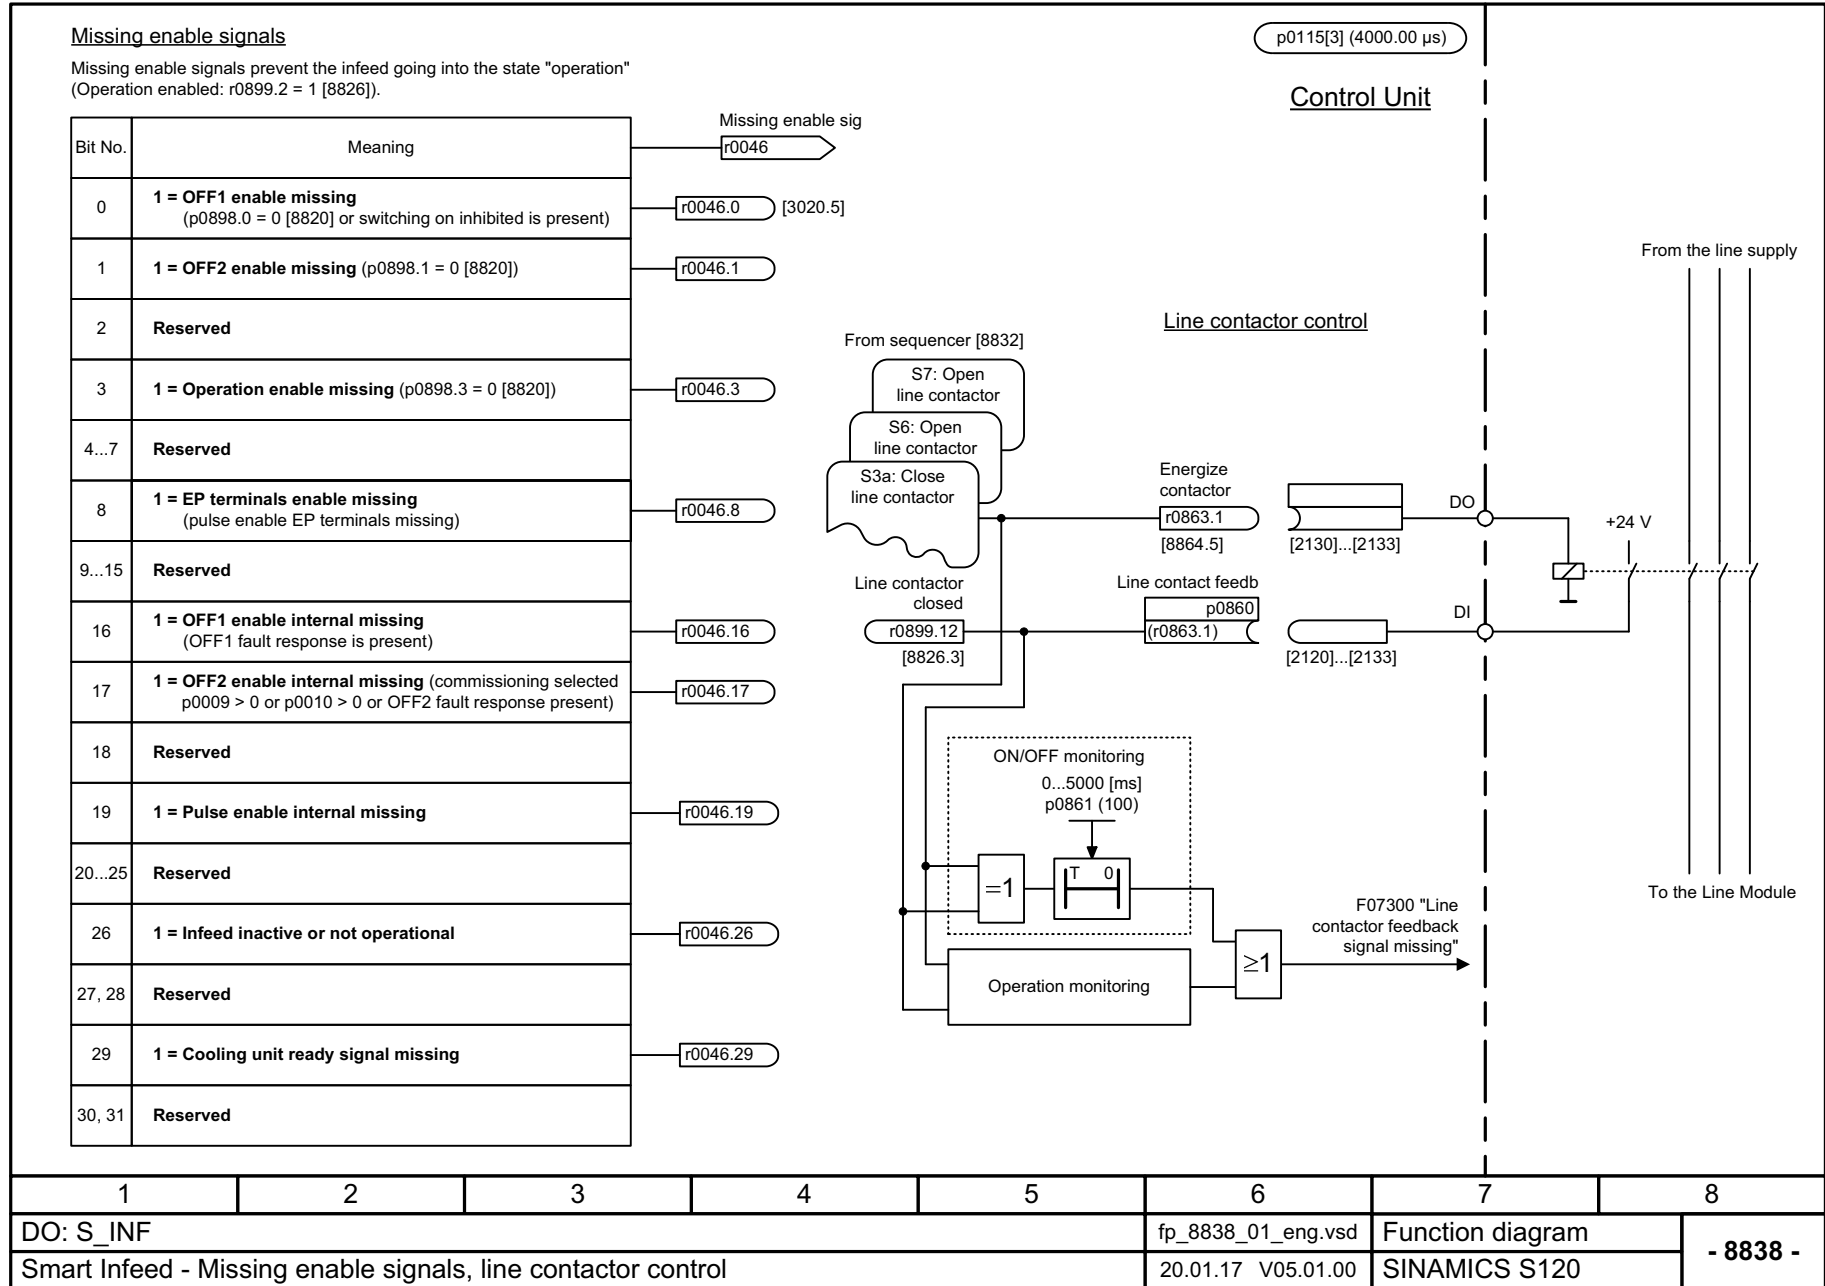 Missing enable signals
Missing enable signals prevent the infeed going into the state "operation"
(Operation enabled: r0899.2 = 1 [8826]).
p0115[3] (4000.00 µs)
Control Unit
Bit No.
Meaning
Missing enable sig
r0046
0
1 = OFF1 enable missing
(p0898.0 = 0 [8820] or switching on inhibited is present)
r0046.0
[3020.5]
1
1 = OFF2 enable missing (p0898.1 = 0 [8820])
r0046.1
2
Reserved
3
1 = Operation enable missing (p0898.3 = 0 [8820])
r0046.3
4...7
Reserved
8
1 = EP terminals enable missing
(pulse enable EP terminals missing)
r0046.8
9...15
Reserved
16
1 = OFF1 enable internal missing
(OFF1 fault response is present)
r0046.16
17
1 = OFF2 enable internal missing (commissioning selected
p0009 > 0 or p0010 > 0 or OFF2 fault response present)
r0046.17
18
Reserved
19
1 = Pulse enable internal missing
r0046.19
20...25
Reserved
26
1 = Infeed inactive or not operational
r0046.26
27, 28
Reserved
29
1 = Cooling unit ready signal missing
r0046.29
30, 31
Reserved
Line contactor control
From sequencer [8832]
S7: Open
line contactor
S6: Open
line contactor
S3a: Close
line contactor
Energize
contactor
r0863.1
[8864.5]
[2130]...[2133]
DO
+24 V
From the line supply
Line contactor
closed
r0899.12
[8826.3]
Line contact feedb
p0860
(r0863.1)
[2120]...[2133]
DI
ON/OFF monitoring
0...5000 [ms]
p0861 (100)
=1
T 0
Operation monitoring
≥1
F07300 "Line
contactor feedback
signal missing"
To the Line Module
1 2 3 4 5 6 7 8
DO: S_INF
fp_8838_01_eng.vsd
Function diagram
- 8838 -
Smart Infeed - Missing enable signals, line contactor control
20.01.17 V05.01.00
SINAMICS S120